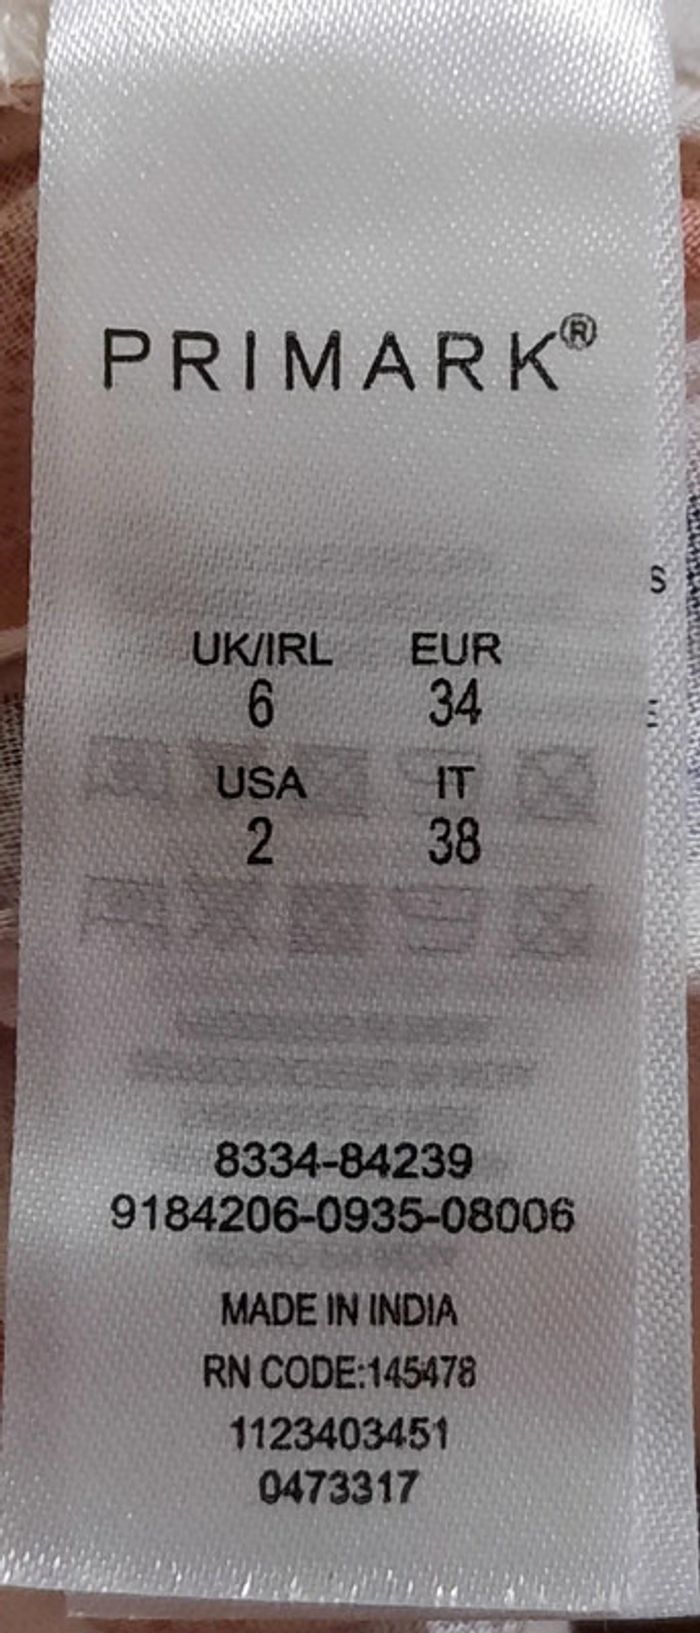 PRIMARK®
S
UK/IRL EUR
6 34
E
USA IT
2 38
8334-84239
9184206-0935-08006
MADE IN INDIA
RN CODE:145478
1123403451
0473317